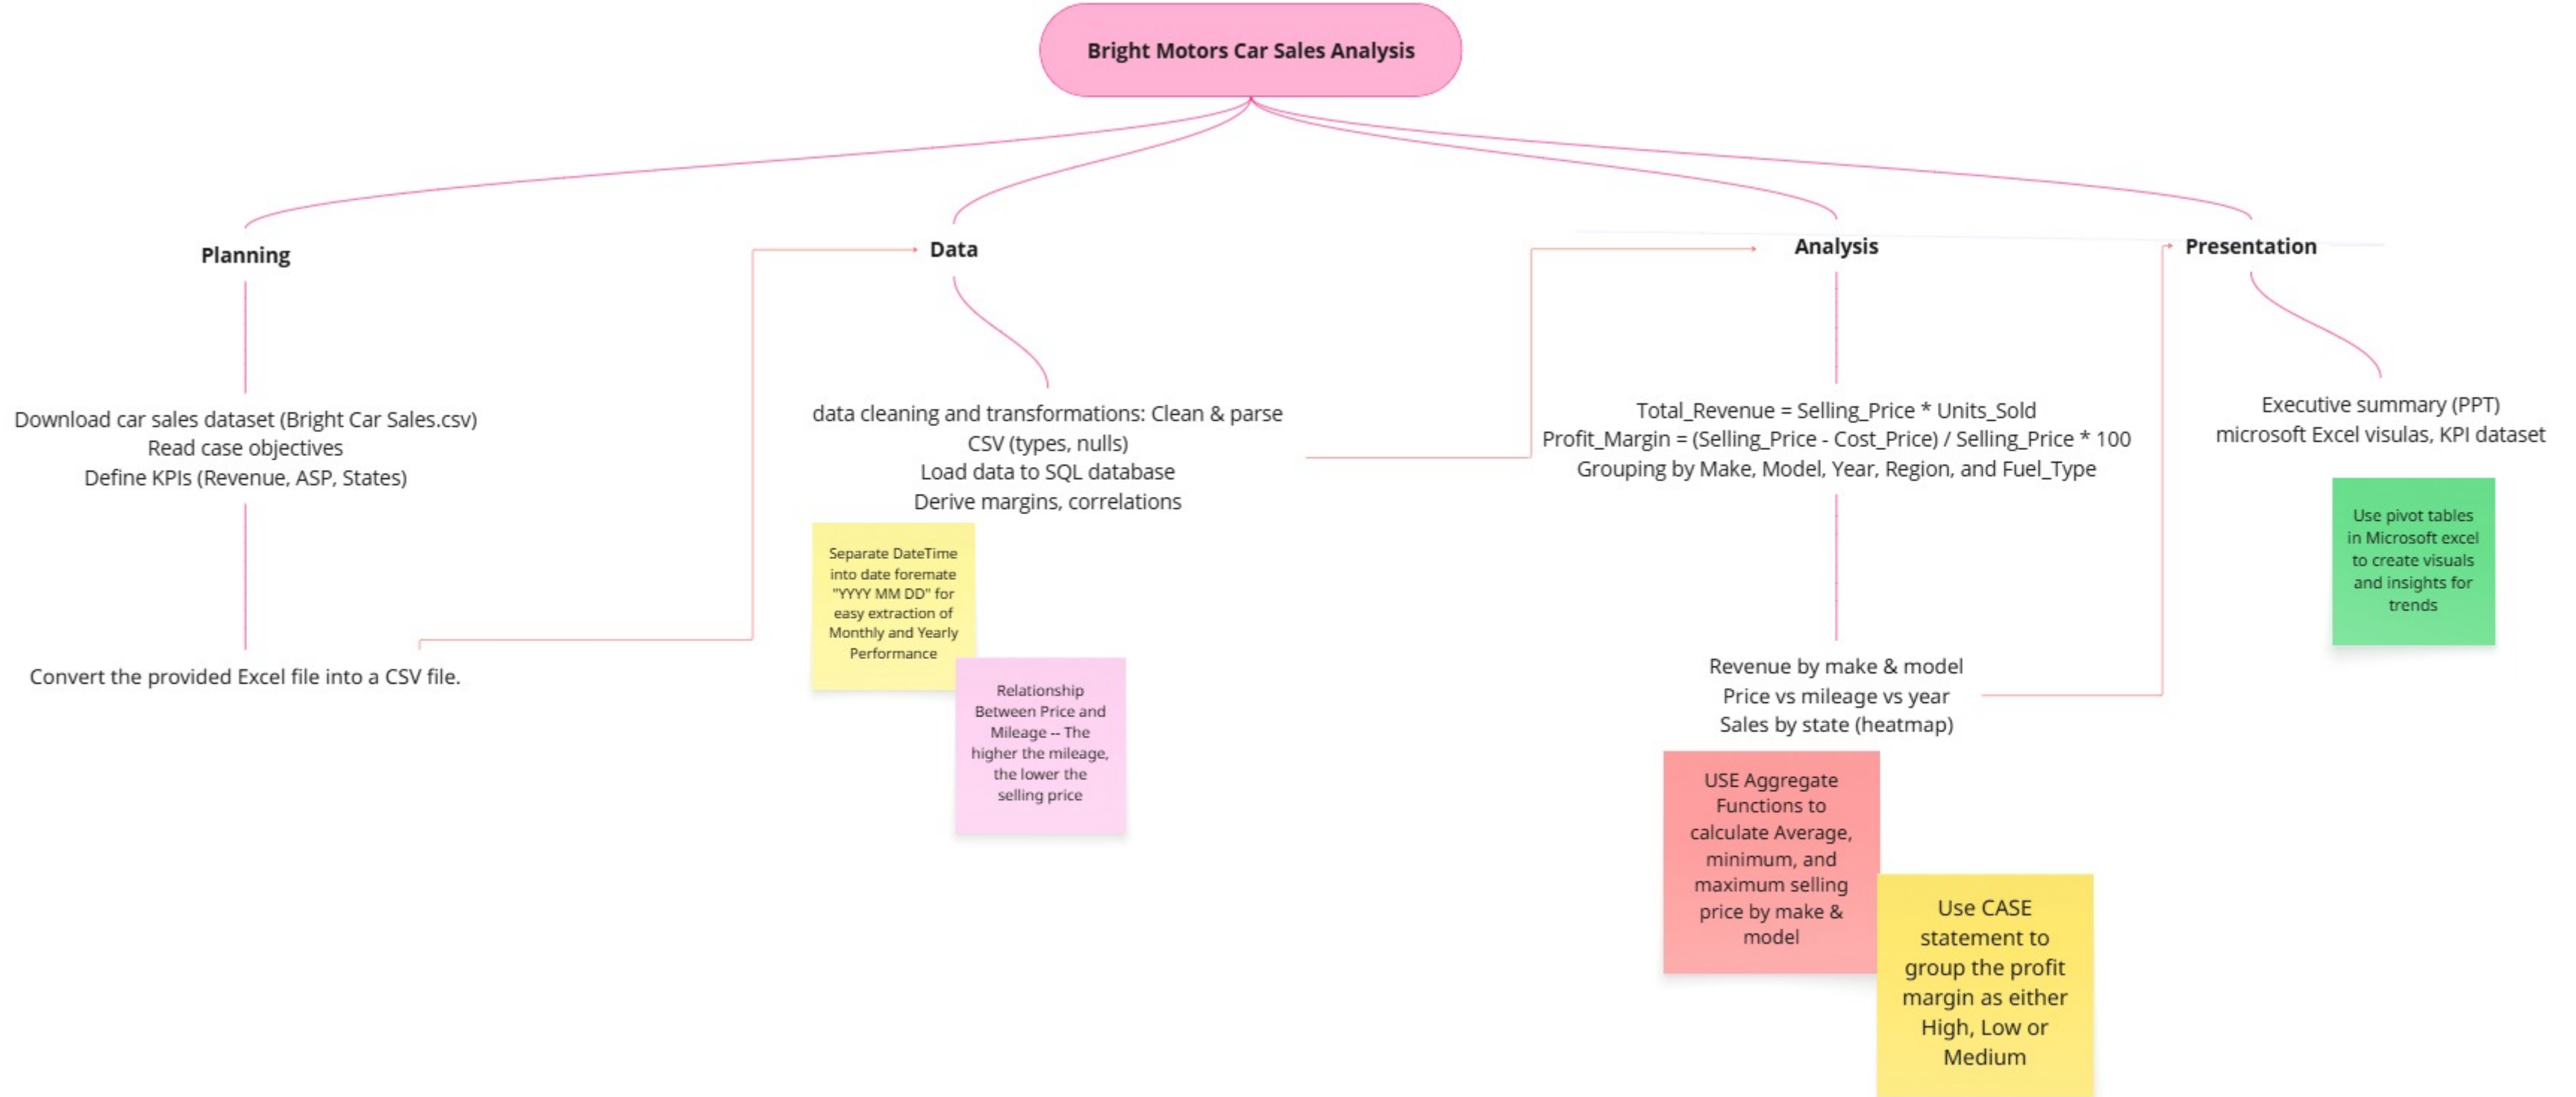 Bright Motors Car Sales Analysis
Planning
Download car sales dataset (Bright Car Sales.csv)
Read case objectives
Define KPIs (Revenue, ASP, States)
Convert the provided Excel file into a CSV file.
Data
data cleaning and transformations: Clean & parse
CSV (types, nulls)
Load data to SQL database
Derive margins, correlations
Separate DateTime
into date foremate
"YYYY MM DD" for
easy extraction of
Monthly and Yearly
Performance
Relationship
Between Price and
Mileage -- The
higher the mileage,
the lower the
selling price
Analysis
Total_Revenue = Selling_Price * Units_Sold
Profit_Margin = (Selling_Price - Cost_Price) / Selling_Price * 100
Grouping by Make, Model, Year, Region, and Fuel_Type
Revenue by make & model
Price vs mileage vs year
Sales by state (heatmap)
USE Aggregate
Functions to
calculate Average,
minimum, and
maximum selling
price by make &
model
Use CASE
statement to
group the profit
margin as either
High, Low or
Medium
Presentation
Executive summary (PPT)
microsoft Excel visulas, KPI dataset
Use pivot tables
in Microsoft excel
to create visuals
and insights for
trends